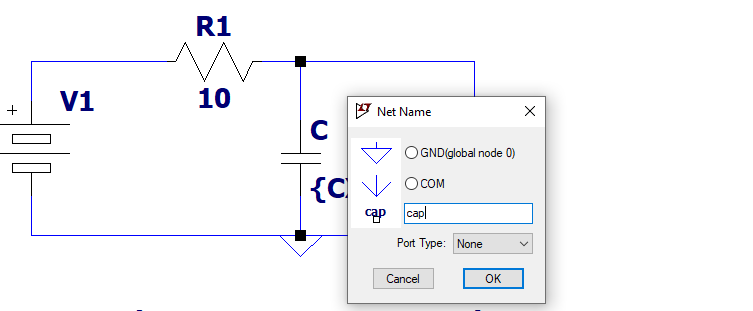 R1
V1
10
C
{C
Net Name
GND(global node 0)
COM
cap
cap
Port Type: None
Cancel
OK